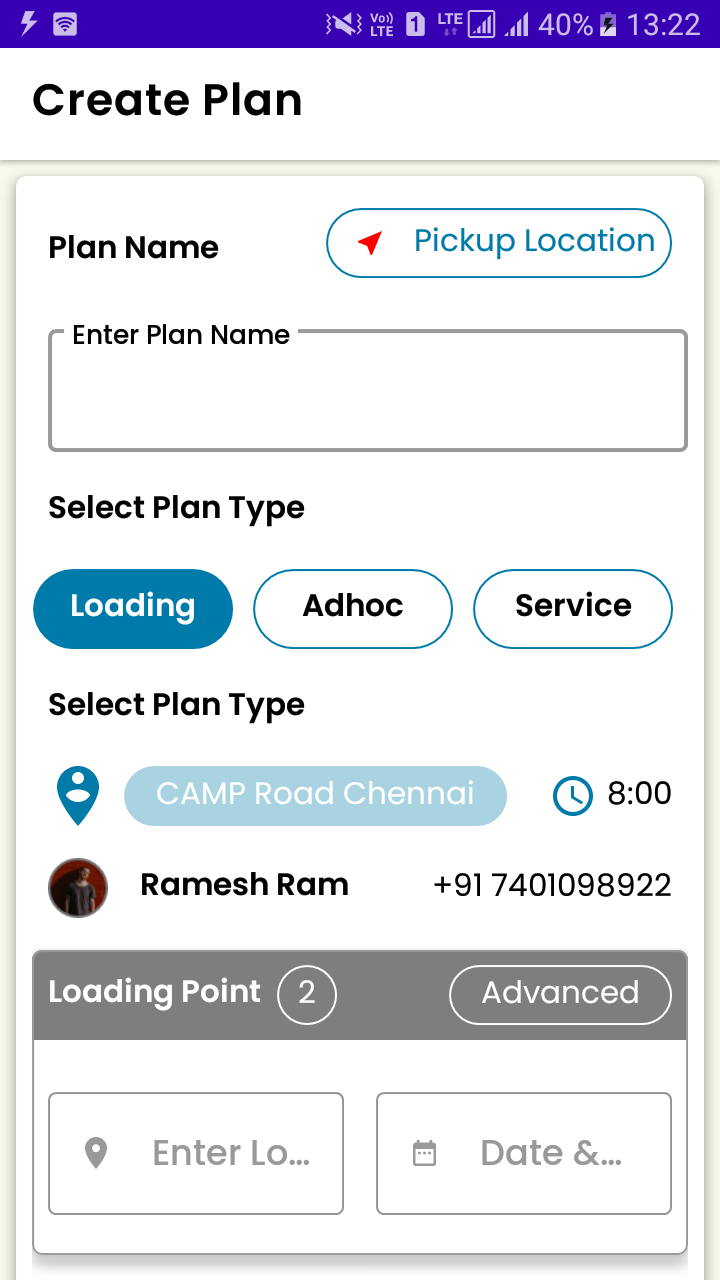 Vo)) LTE 1 LTE 40% 13:22
Create Plan
Plan Name Pickup Location
Enter Plan Name
Select Plan Type
Loading Adhoc Service
Select Plan Type
CAMP Road Chennai 8:00
Ramesh Ram +91 7401098922
Loading Point 2 Advanced
Enter Lo... Date &...